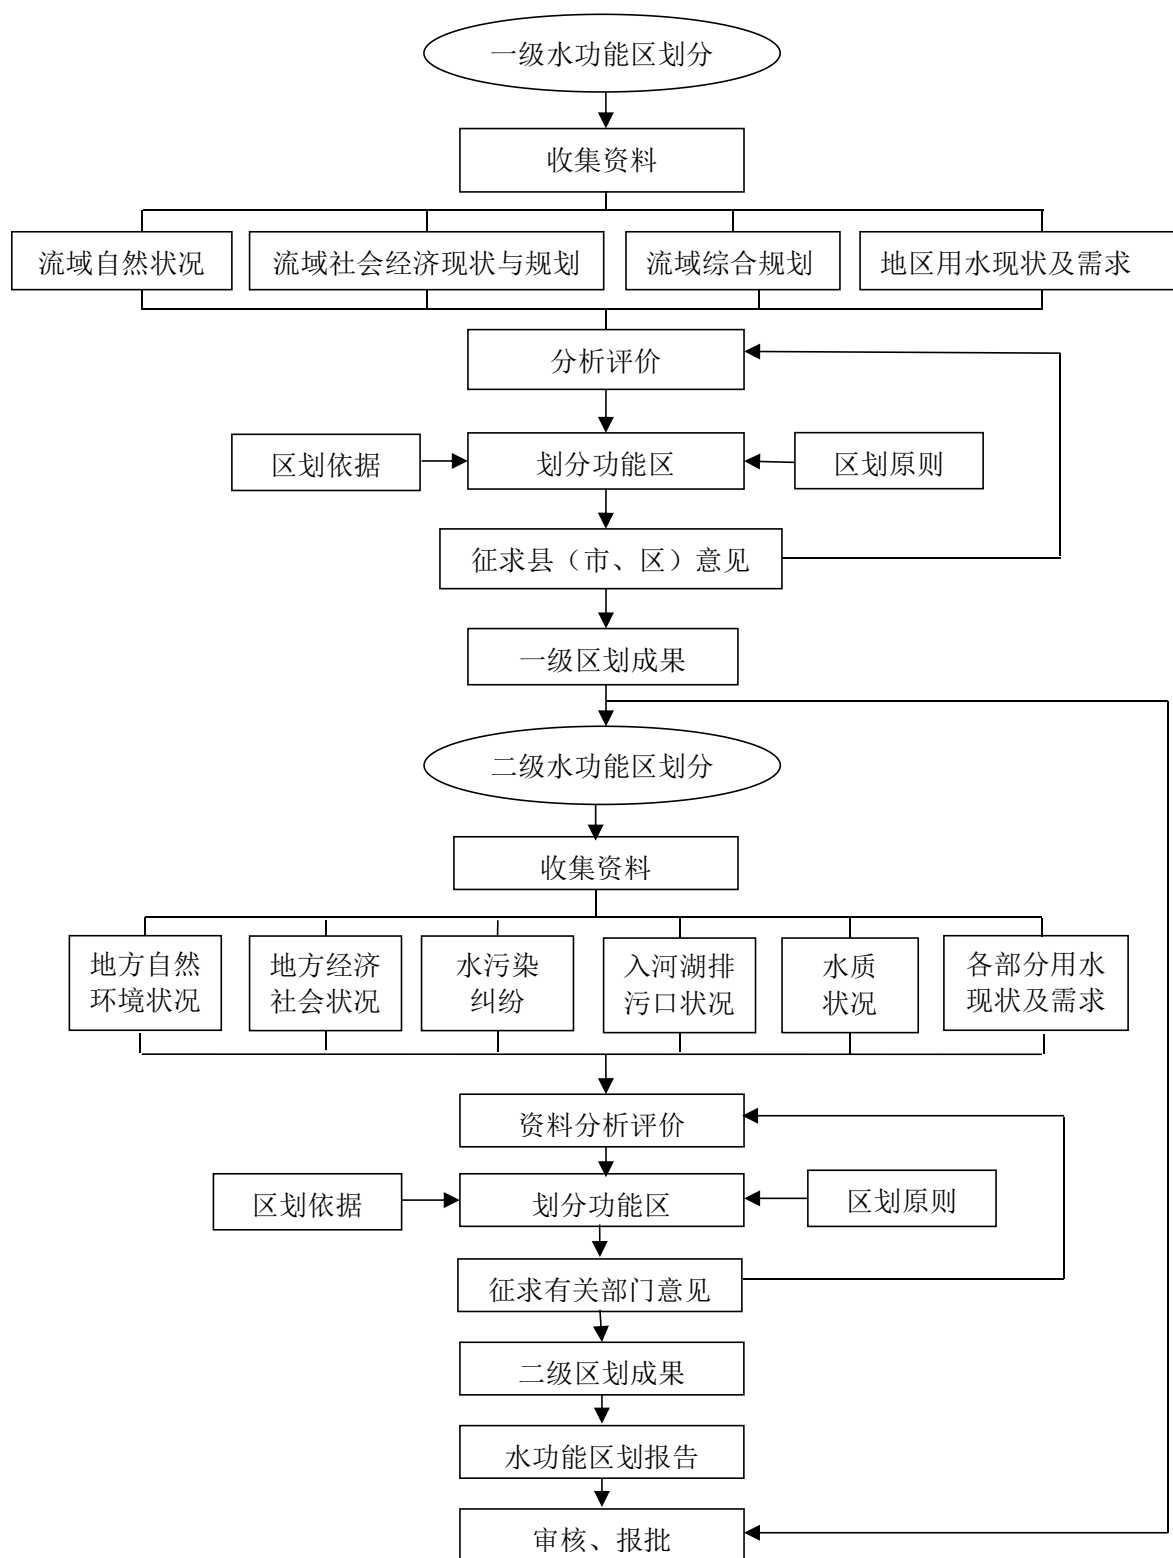 一级水功能区划分
收集资料
流域自然状况
流域社会经济现状与规划
流域综合规划
地区用水现状及需求
分析评价
区划依据
划分功能区
区划原则
征求县（市、区）意见
一级区划成果
二级水功能区划分
收集资料
地方自然
环境状况
地方经济
社会状况
水污染
纠纷
入河湖排
污口状况
水质
状况
各部分用水
现状及需求
资料分析评价
区划依据
划分功能区
区划原则
征求有关部门意见
二级区划成果
水功能区划报告
审核、报批